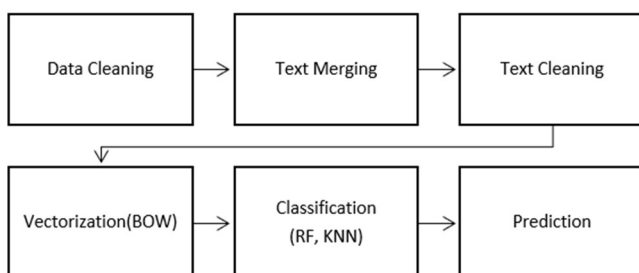 Data Cleaning
Text Merging
Text Cleaning
Vectorization(BOW)
Classification
(RF, KNN)
Prediction